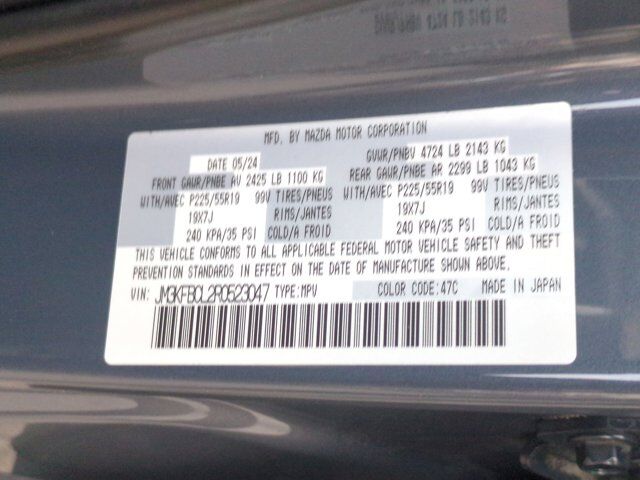 MFD. BY MAZDA MOTOR CORPORATION
DATE 05/24 GVWR/PNBV 4724 LB 2143 KG
FRONT GAWR/PNBE AV 2425 LB 1100 KG REAR GAWR/PNBE AR 2299 LB 1043 KG
WITH/AVEC P225/55R19 99V TIRES/PNEUS WITH/AVEC P225/55R19 99V TIRES/PNEUS
19X7J RIMS/JANTES 19X7J RIMS/JANTES
240 KPA/35 PSI COLD/A FROID 240 KPA/35 PSI COLD/A FROID
THIS VEHICLE CONFORMS TO ALL APPLICABLE FEDERAL MOTOR VEHICLE SAFETY AND THEFT
PREVENTION STANDARDS IN EFFECT ON THE DATE OF MANUFACTURE SHOWN ABOVE.
VIN: JM3KFBCL2R0523047 TYPE:MPV COLOR CODE:47C MADE IN JAPAN